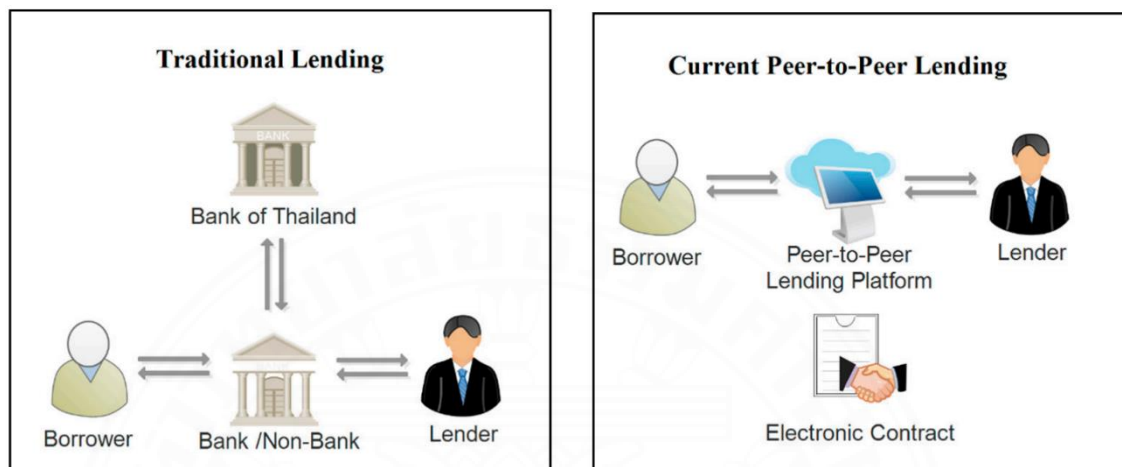 Traditional Lending
BANK
Bank of Thailand
Borrower
Bank /Non-Bank
Lender
Current Peer-to-Peer Lending
Borrower
Peer-to-Peer
Lending Platform
Lender
Electronic Contract